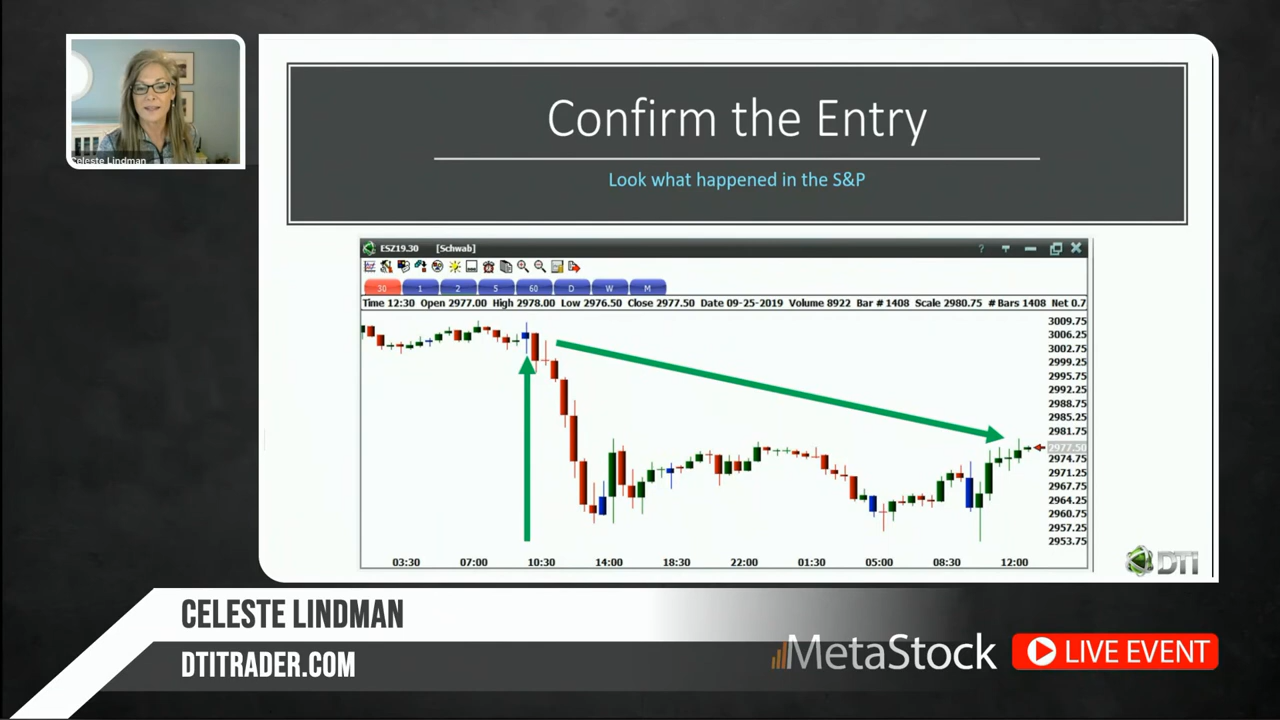 Celeste Lindman
Confirm the Entry
Look what happened in the S&P
ESZ19.30 [Schwab]
?
30 1 2 5 60 D W M
Time 12:30 Open 2977.00 High 2978.00 Low 2976.50 Close 2977.50 Date 09-25-2019 Volume 8922 Bar # 1408 Scale 2980.75 # Bars 1408 Net 0.7
3009.75
3006.25
3002.75
2999.25
2995.75
2992.25
2988.75
2985.25
2981.75
2977.50
2974.75
2971.25
2967.75
2964.25
2960.75
2957.25
2953.75
03:30 07:00 10:30 14:00 18:30 22:00 01:30 05:00 08:30 12:00
DTi
CELESTE LINDMAN
DTITRADER.COM
MetaStock
LIVE EVENT